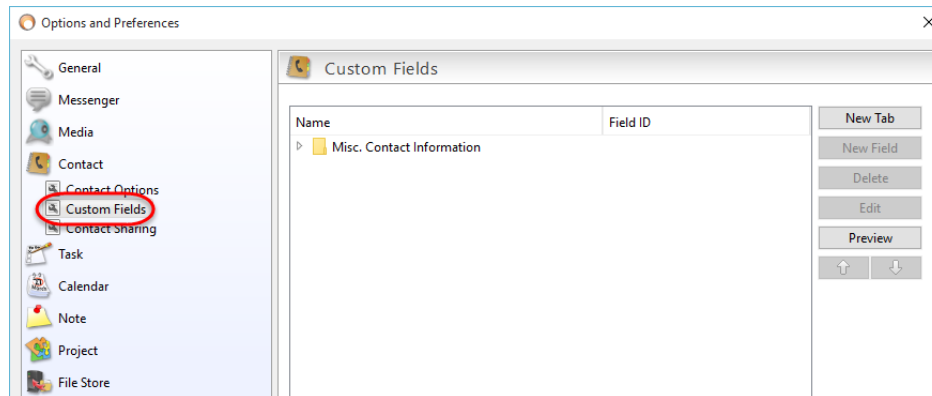 Options and Preferences
General
Messenger
Media
Contact
Contact Options
Custom Fields
Contact Sharing
Task
Calendar
Note
Project
File Store
Custom Fields
Name Field ID
Misc. Contact Information
New Tab
New Field
Delete
Edit
Preview